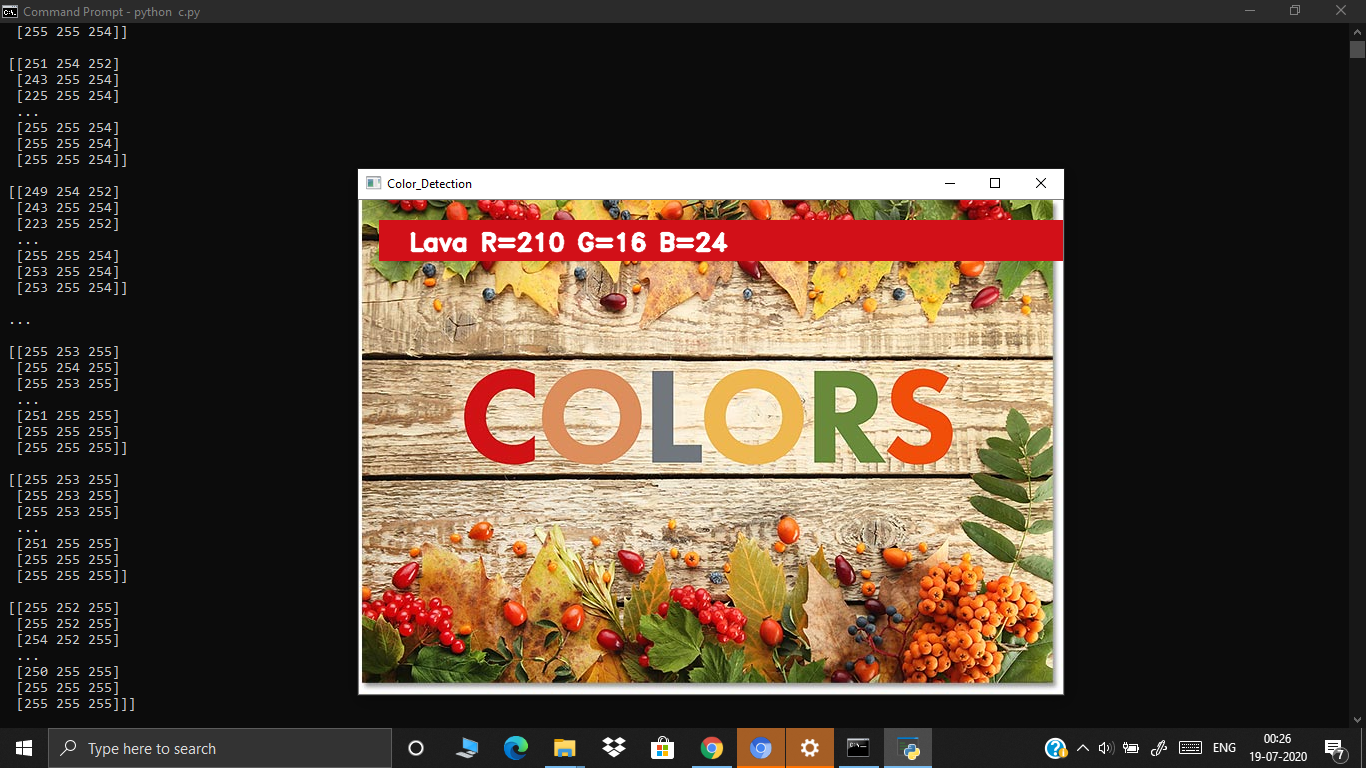 Command Prompt - python  c.py
[255 255 254]]
[[251 254 252]
[243 255 254]
[225 255 254]
...
[255 255 254]
[255 255 254]
[255 255 254]]
[[249 254 252]
[243 255 254]
[223 255 252]
...
[255 255 254]
[253 255 254]
[253 255 254]]
...
[[255 253 255]
[255 254 255]
[255 253 255]
...
[251 255 255]
[255 255 255]
[255 255 255]]
[[255 253 255]
[255 253 255]
[255 253 255]
...
[251 255 255]
[255 255 255]
[255 255 255]]
[[255 252 255]
[255 252 255]
[254 252 255]
...
[250 255 255]
[255 255 255]
[255 255 255]]]
Color_Detection
Lava R=210 G=16 B=24
COLORS
Type here to search
ENG
00:26
19-07-2020
7